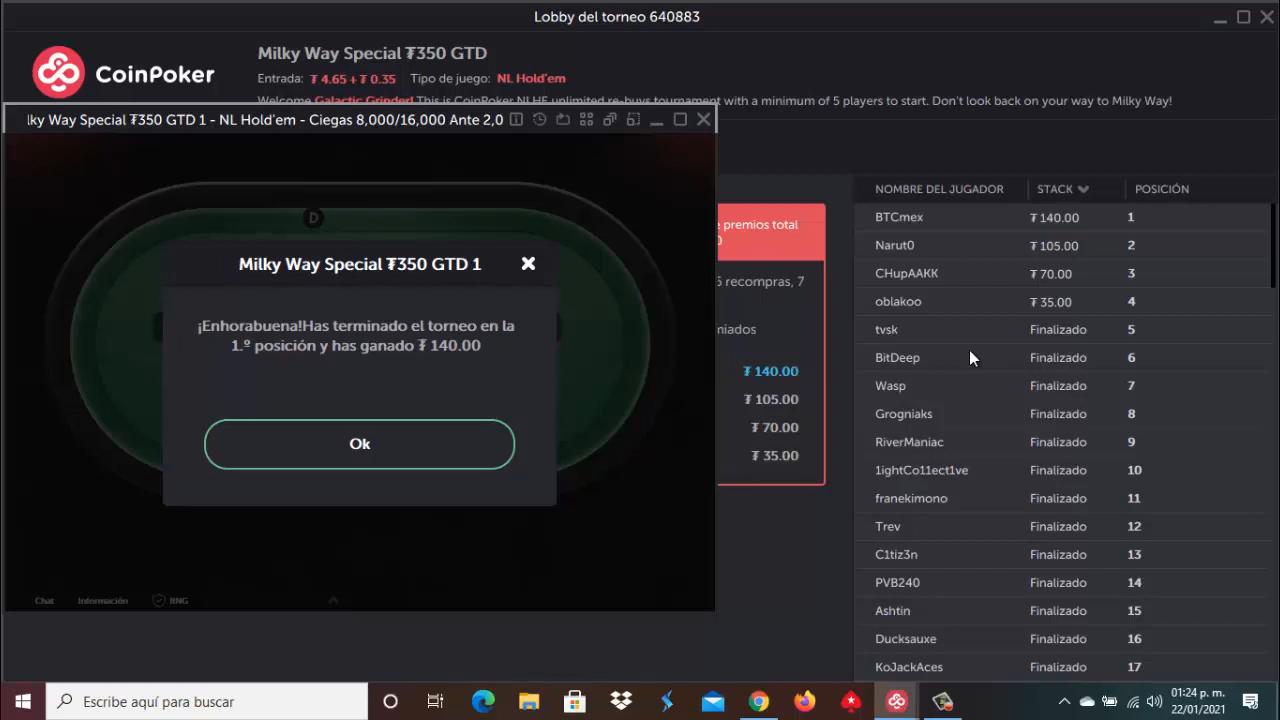 Lobby del torneo 640883
CoinPoker
Milky Way Special ₮350 GTD
Entrada: ₮ 4.65 + ₮ 0.35 Tipo de juego: NL Hold'em
Welcome Galactic Grinder! This is CoinPoker NLHE unlimited re-buys tournament with a minimum of 5 players to start. Don't look back on your way to Milky Way!
lky Way Special ₮350 GTD 1 - NL Hold'em - Ciegas 8,000/16,000 Ante 2,0
D
Milky Way Special ₮350 GTD 1
¡Enhorabuena!Has terminado el torneo en la
1.º posición y has ganado ₮ 140.00
Ok
Chat Información RNG
e premios total
0
5 recompras, 7
miados
₮ 140.00
₮ 105.00
₮ 70.00
₮ 35.00
NOMBRE DEL JUGADOR STACK POSICIÓN
BTCmex ₮ 140.00 1
Narut0 ₮ 105.00 2
CHupAAKK ₮ 70.00 3
oblakoo ₮ 35.00 4
tvsk Finalizado 5
BitDeep Finalizado 6
Wasp Finalizado 7
Grogniaks Finalizado 8
RiverManiac Finalizado 9
1ightCo11ect1ve Finalizado 10
franekimono Finalizado 11
Trev Finalizado 12
C1tiz3n Finalizado 13
PVB240 Finalizado 14
Ashtin Finalizado 15
Ducksauxe Finalizado 16
KoJackAces Finalizado 17
Escribe aquí para buscar
01:24 p. m.
22/01/2021